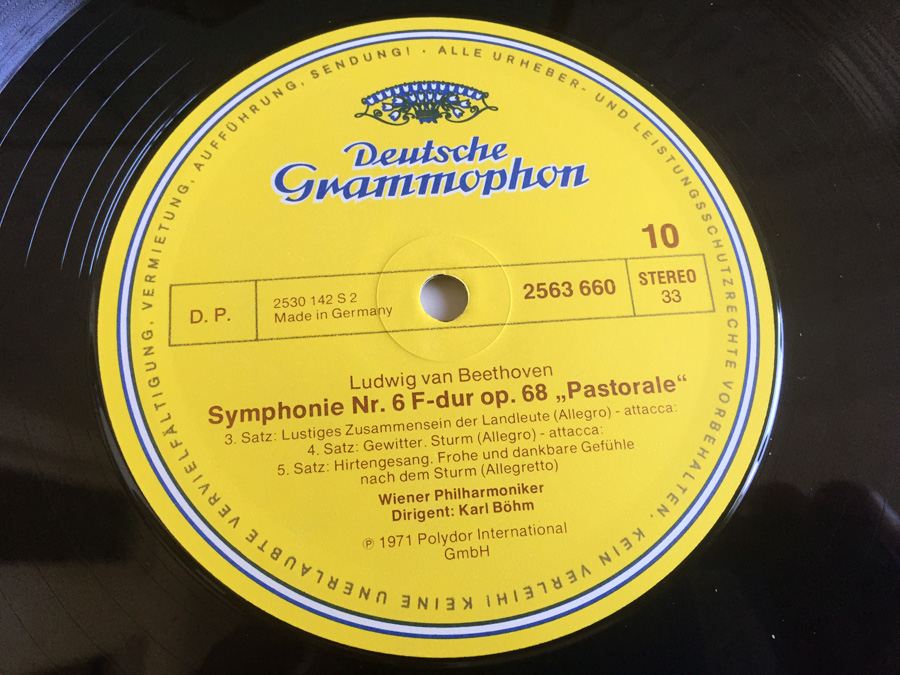 ALLE URHEBER- UND LEISTUNGSSCHUTZRECHTE VORBEHALTEN. KEIN VERLEIH! KEINE UNERLAUBTE VERVIELFÄLTIGUNG, VERMIETUNG, AUFFÜHRUNG, SENDUNG! ·
Deutsche
Grammophon
10
D. P.
2530 142 S 2
Made in Germany
2563 660
STEREO
33
Ludwig van Beethoven
Symphonie Nr. 6 F-dur op. 68 „Pastorale“
3. Satz: Lustiges Zusammensein der Landleute (Allegro) - attacca:
4. Satz: Gewitter. Sturm (Allegro) - attacca:
5. Satz: Hirtengesang. Frohe und dankbare Gefühle
nach dem Sturm (Allegretto)
Wiener Philharmoniker
Dirigent: Karl Böhm
℗ 1971 Polydor International
GmbH